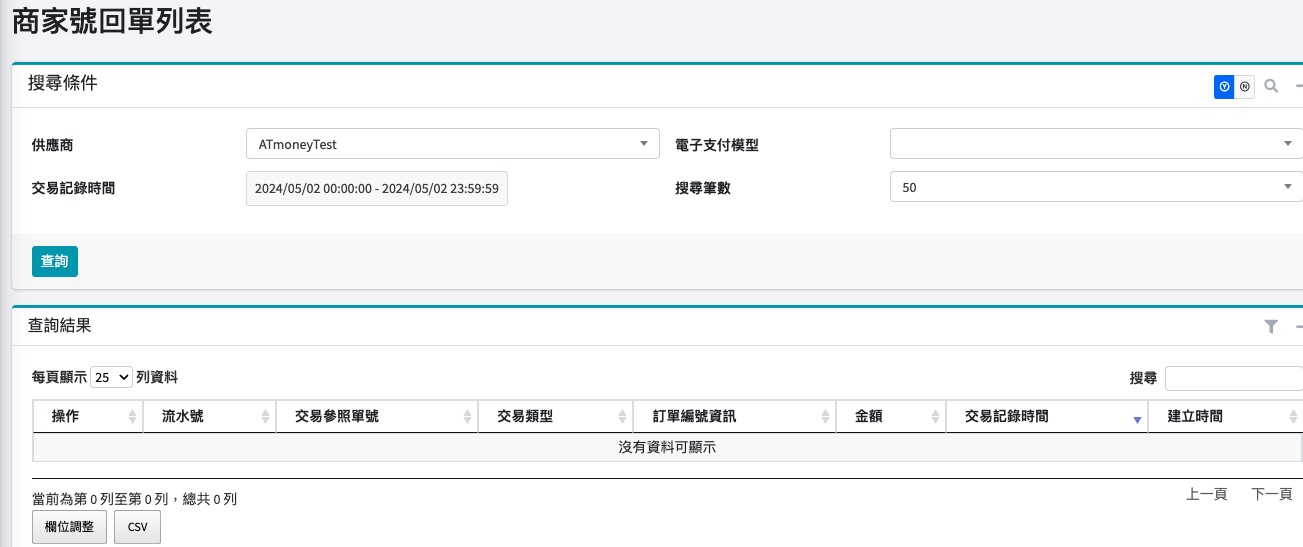 商家號回單列表
搜尋條件
Y N
供應商 ATmoneyTest 電子支付模型
交易記錄時間 2024/05/02 00:00:00 - 2024/05/02 23:59:59 搜尋筆數 50
查詢
查詢結果
每頁顯示 25 列資料 搜尋
操作 流水號 交易參照單號 交易類型 訂單編號資訊 金額 交易記錄時間 建立時間
沒有資料可顯示
當前為第 0 列至第 0 列，總共 0 列 上一頁 下一頁
欄位調整 CSV